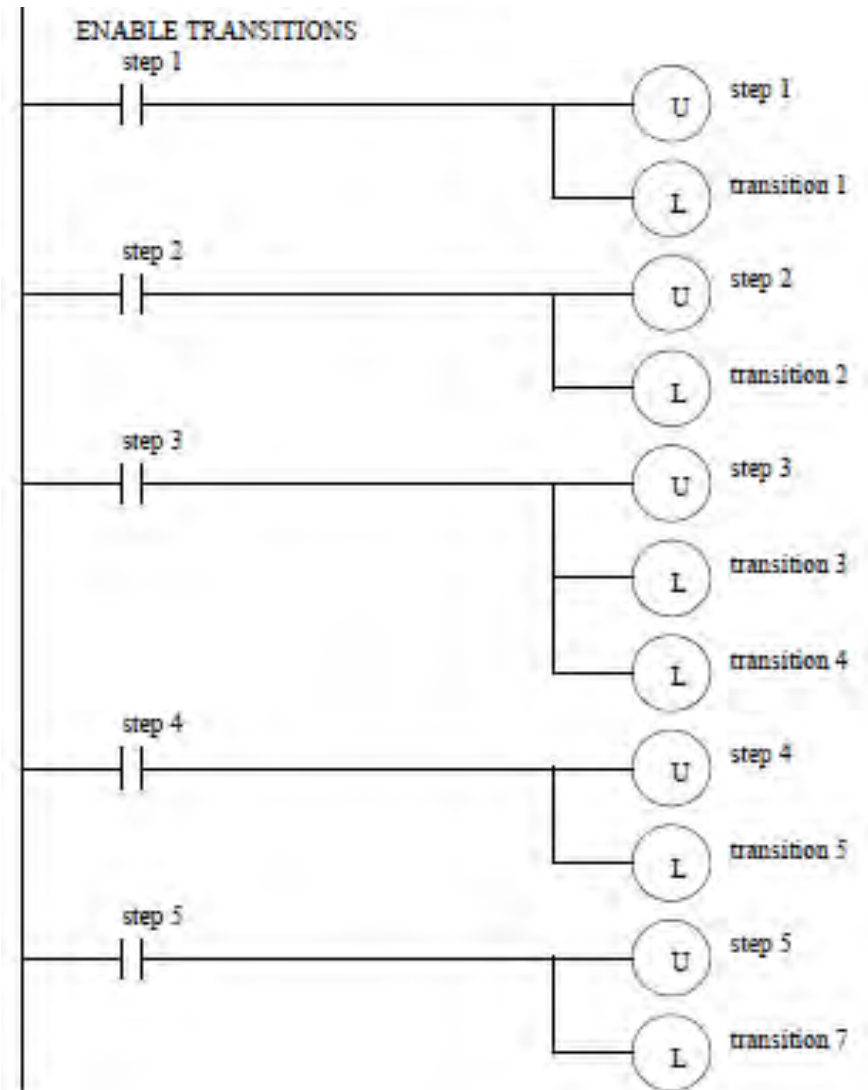 ENABLE TRANSITIONS
step 1
U
step 1
L
transition 1
step 2
U
step 2
L
transition 2
step 3
U
step 3
L
transition 3
L
transition 4
step 4
U
step 4
L
transition 5
step 5
U
step 5
L
transition 7